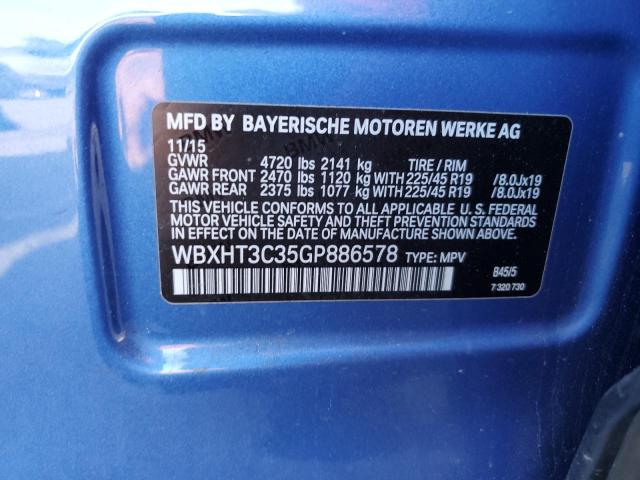 MFD BY BAYERISCHE MOTOREN WERKE AG
11/15
GVWR 4720 lbs 2141 kg TIRE / RIM
GAWR FRONT 2470 lbs 1120 kg WITH 225/45 R19 /8.0Jx19
GAWR REAR 2375 lbs 1077 kg WITH 225/45 R19 /8.0Jx19
THIS VEHICLE CONFORMS TO ALL APPLICABLE U. S. FEDERAL
MOTOR VEHICLE SAFETY AND THEFT PREVENTION STANDARDS
IN EFFECT ON THE DATE OF MANUFACTURE SHOWN ABOVE.
WBXHT3C35GP886578 TYPE: MPV
B45/5
7 320 730